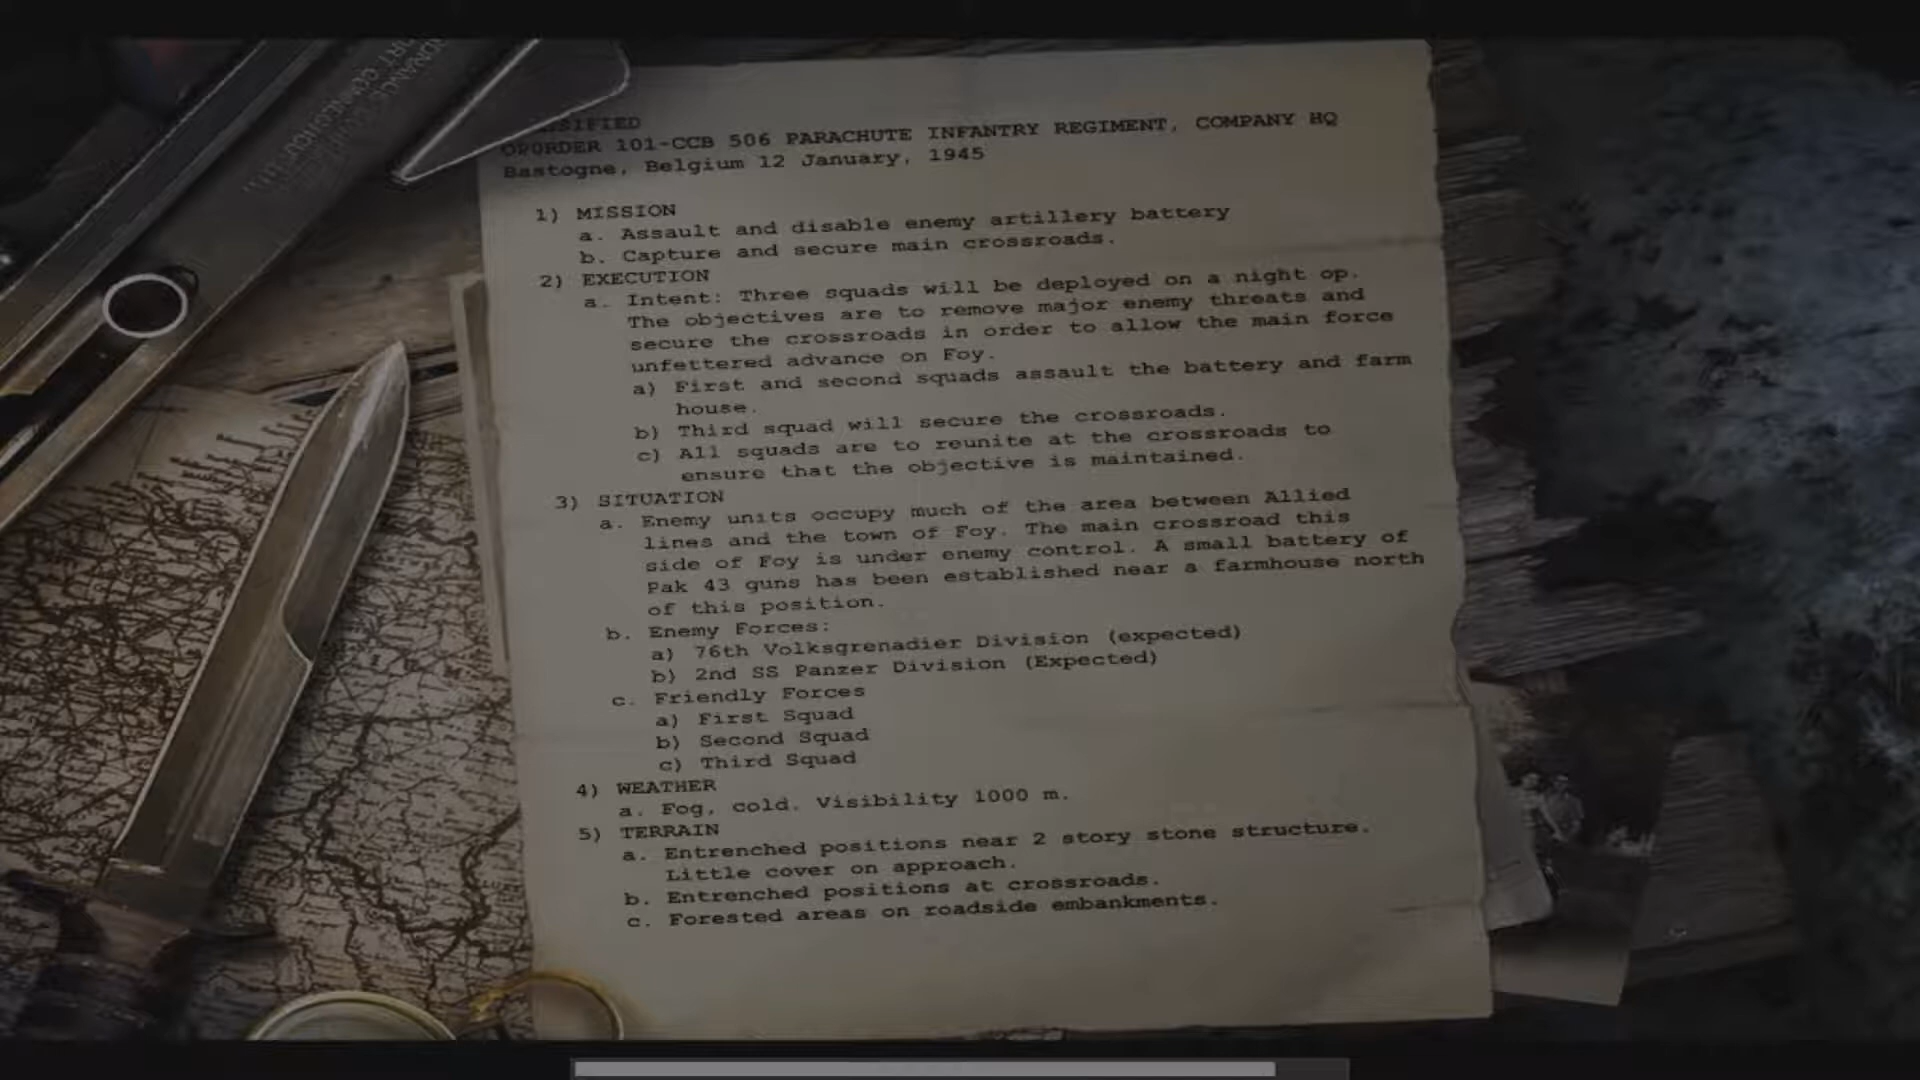 OPORDER 101-CCB 506 PARACHUTE INFANTRY REGIMENT, COMPANY HQ
Bastogne, Belgium 12 January, 1945
1) MISSION
a. Assault and disable enemy artillery battery
b. Capture and secure main crossroads.
2) EXECUTION
a. Intent: Three squads will be deployed on a night op.
The objectives are to remove major enemy threats and
secure the crossroads in order to allow the main force
unfettered advance on Foy.
a) First and second squads assault the battery and farm
house.
b) Third squad will secure the crossroads.
c) All squads are to reunite at the crossroads to
ensure that the objective is maintained.
3) SITUATION
a. Enemy units occupy much of the area between Allied
lines and the town of Foy. The main crossroad this
side of Foy is under enemy control. A small battery of
Pak 43 guns has been established near a farmhouse north
of this position.
b. Enemy Forces:
a) 76th Volksgrenadier Division (expected)
b) 2nd SS Panzer Division (Expected)
c. Friendly Forces
a) First Squad
b) Second Squad
c) Third Squad
4) WEATHER
a. Fog, cold. Visibility 1000 m.
5) TERRAIN
a. Entrenched positions near 2 story stone structure.
Little cover on approach.
b. Entrenched positions at crossroads.
c. Forested areas on roadside embankments.